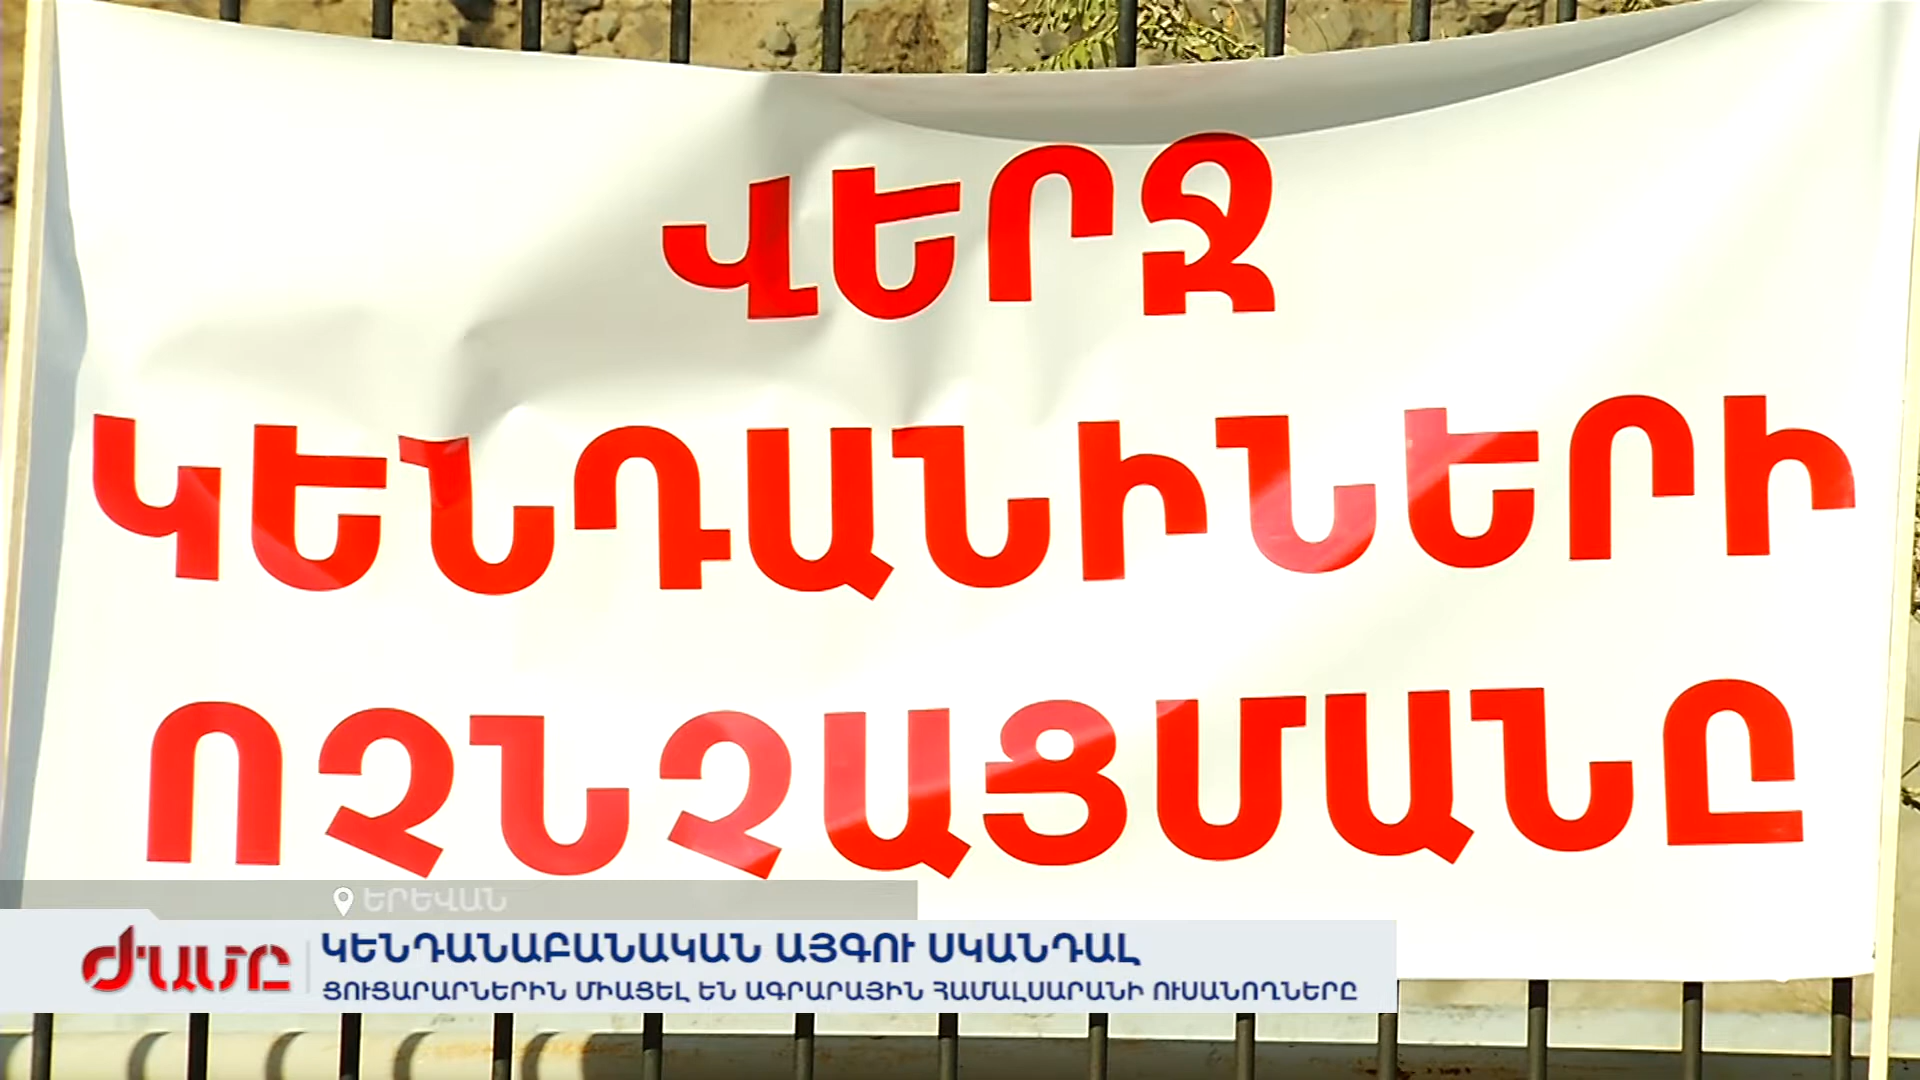 ՎԵՐՋ
ԿԵՆԴԱՆԻՆԵՐԻ
ՈՉՆՉԱՑՄԱՆԸ
ԵՐԵՎԱՆ
ԺԱՄԸ
ԿԵՆԴԱՆԱԲԱՆԱԿԱՆ ԱՅԳՈՒ ՍԿԱՆԴԱԼ
ՑՈՒՑԱՐԱՐՆԵՐԻՆ ՄԻԱՑԵԼ ԵՆ ԱԳՐԱՐԱՅԻՆ ՀԱՄԱԼՍԱՐԱՆԻ ՈՒՍԱՆՈՂՆԵՐԸ